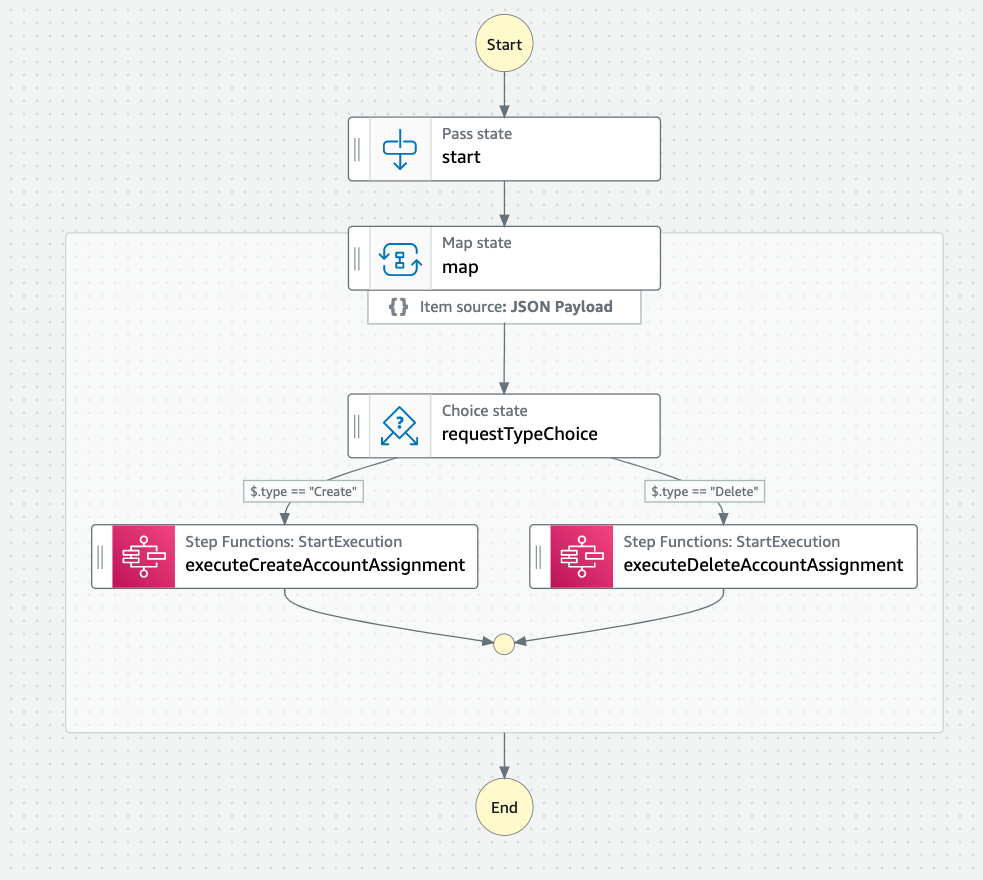 Start
Pass state
start
Map state
map
{} Item source: JSON Payload
Choice state
requestTypeChoice
$.type == "Create"
$.type == "Delete"
Step Functions: StartExecution
executeCreateAccountAssignment
Step Functions: StartExecution
executeDeleteAccountAssignment
End